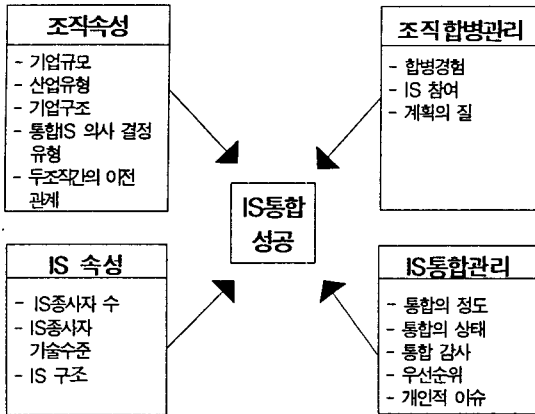 조직속성
- 기업규모
- 산업유형
- 기업구조
- 통합IS 의사 결정
유형
- 두조직간의 이전
관계
조직합병관리
- 합병경험
- IS 참여
- 계획의 질
IS통합
성공
IS 속성
- IS종사자 수
- IS종사자
기술수준
- IS 구조
IS통합관리
- 통합의 정도
- 통합의 상태
- 통합 감사
- 우선순위
- 개인적 이슈